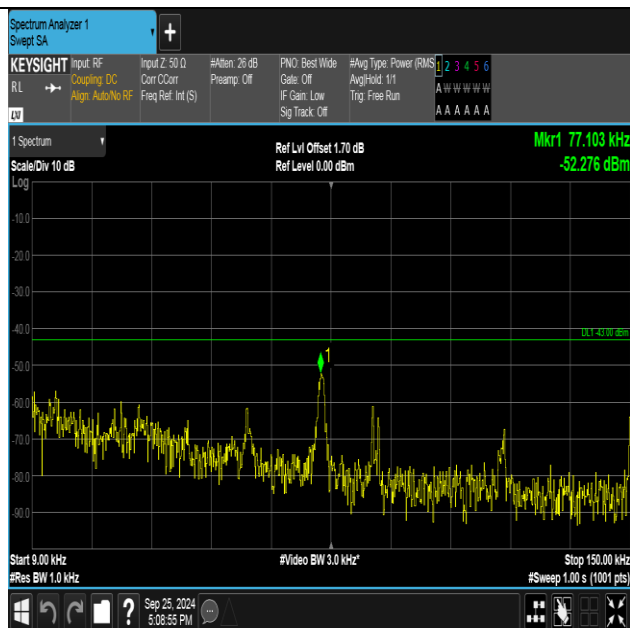 Spectrum Analyzer 1
Swept SA
+
KEYSIGHT Input: RF Input Z: 50 Ω #Atten: 26 dB PNO: Best Wide #Avg Type: Power (RMS 1 2 3 4 5 6
RL Coupling: DC Corr CCorr Preamp: Off Gate: Off Avg|Hold: 1/1 A W W W W W
Align: Auto/No RF Freq Ref: Int (S) IF Gain: Low Trig: Free Run
LXI Sig Track: Off A A A A A A
1 Spectrum Ref Lvl Offset 1.70 dB Mkr1 77.103 kHz
Scale/Div 10 dB Ref Level 0.00 dBm -52.276 dBm
Log
-10.0
-20.0
-30.0
-40.0
DL1 -43.00 dBm
1
-50.0
-60.0
-70.0
-80.0
-90.0
Start 9.00 kHz #Video BW 3.0 kHz* Stop 150.00 kHz
#Res BW 1.0 kHz #Sweep 1.00 s (1001 pts)
? Sep 25, 2024
5:08:55 PM